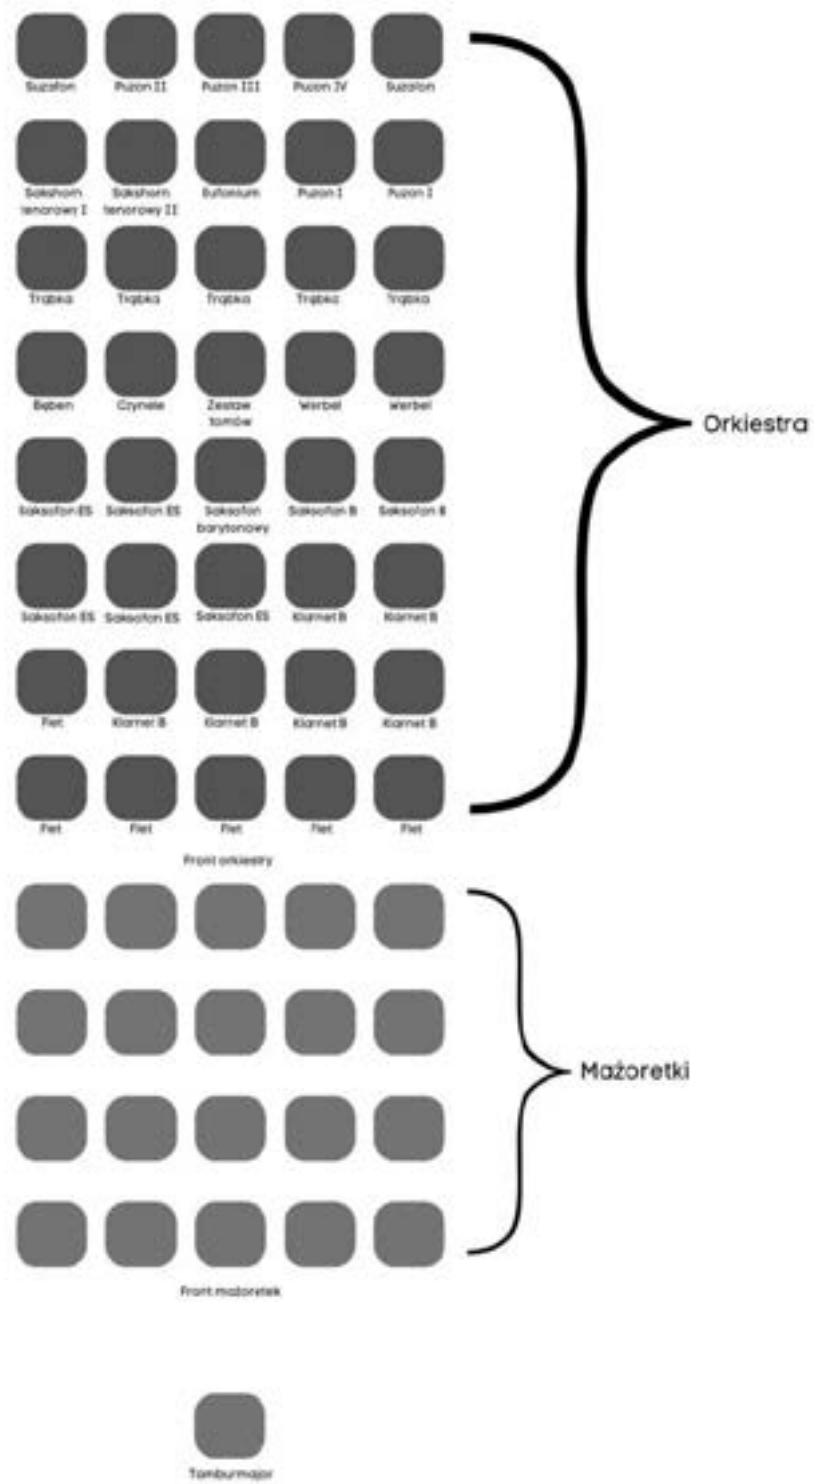 Suzafon Puzon II Puzon III Puzon IV Suzafon
Sakshorn tenorowy I Sakshorn tenorowy II Eufonium Puzon I Puzon I
Trąbka Trąbka Trąbka Trąbka Trąbka
Bęben Czynele Zestaw tomów Werbel Werbel
Orkiestra
Saksofon ES Saksofon ES Saksofon barytonowy Saksofon B Saksofon B
Saksofon ES Saksofon ES Saksofon ES Klarnet B Klarnet B
Flet Klarnet B Klarnet B Klarnet B Klarnet B
Flet Flet Flet Flet Flet
Front orkiestry
Mażoretki
Front mażoretek
Tamburmajor